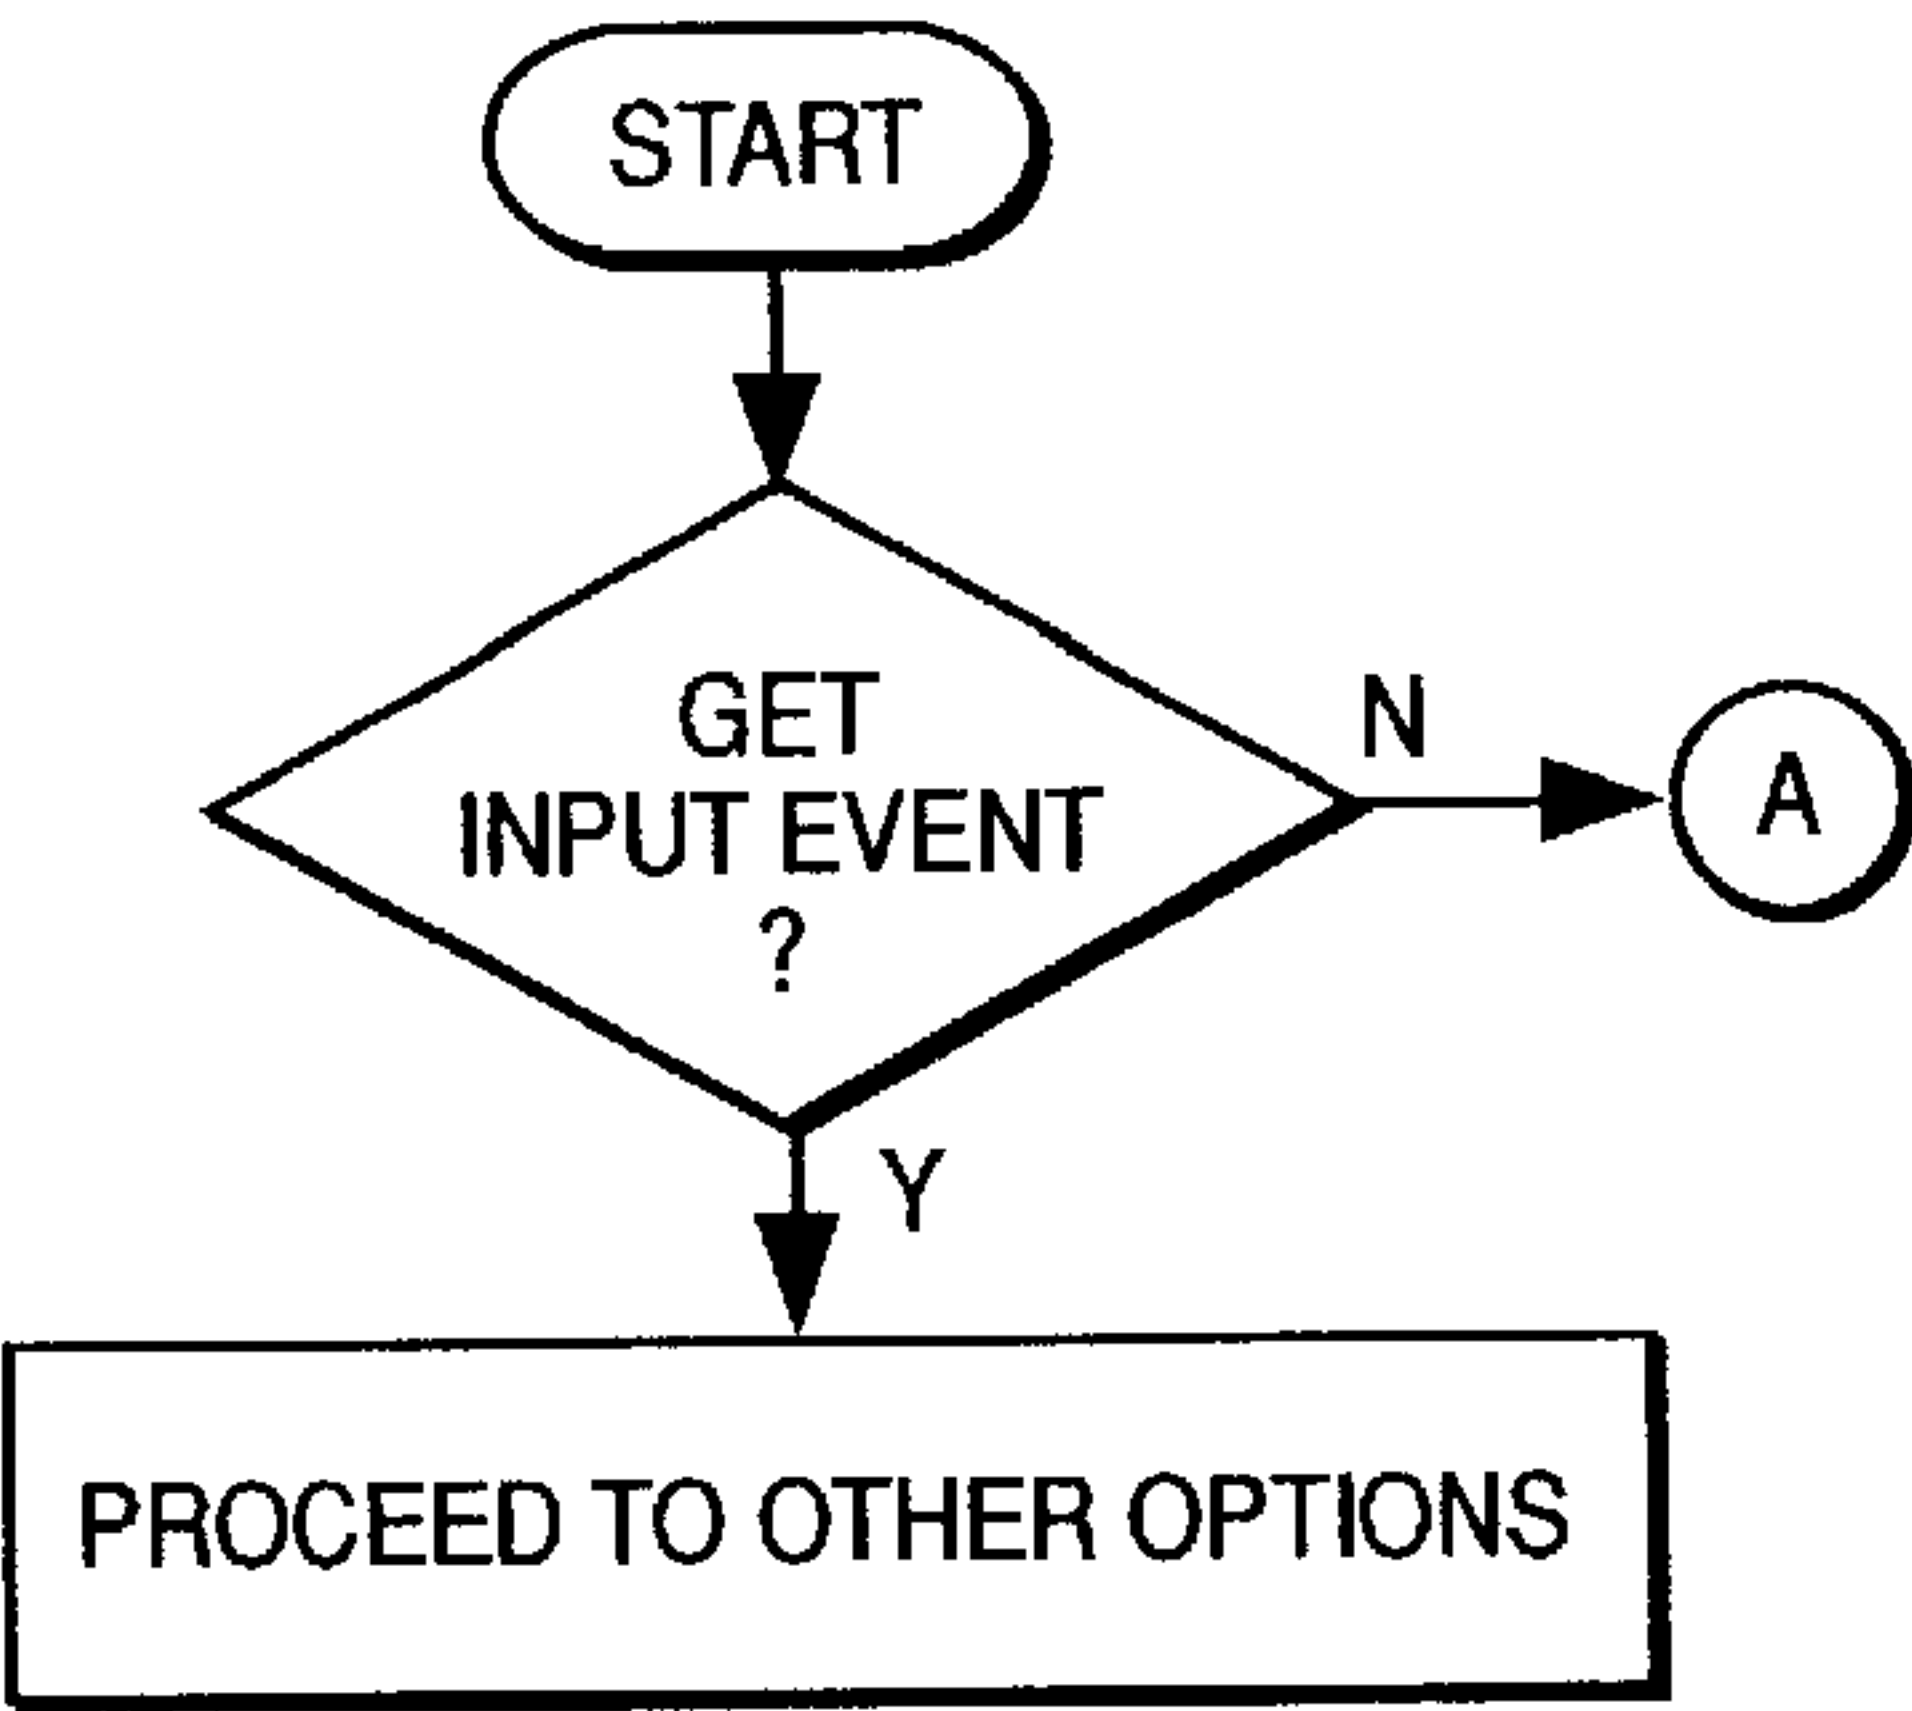 START
GET
INPUT EVENT
?
N
A
Y
PROCEED TO OTHER OPTIONS